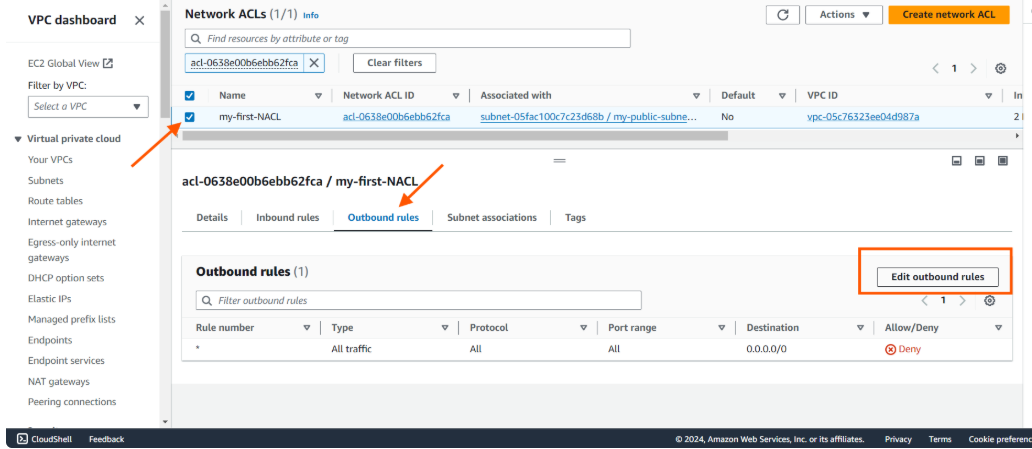 VPC dashboard
EC2 Global View
Filter by VPC:
Select a VPC
Virtual private cloud
Your VPCs
Subnets
Route tables
Internet gateways
Egress-only internet
gateways
DHCP option sets
Elastic IPs
Managed prefix lists
Endpoints
Endpoint services
NAT gateways
Peering connections
Network ACLs (1/1) Info
Actions
Create network ACL
Find resources by attribute or tag
acl-0638e00b6ebb62fca
Clear filters
1
Name Network ACL ID Associated with Default VPC ID In
my-first-NACL acl-0638e00b6ebb62fca subnet-05fac100c7c23d68b / my-public-subne... No vpc-05c76323ee04d987a 2
acl-0638e00b6ebb62fca / my-first-NACL
Details Inbound rules Outbound rules Subnet associations Tags
Outbound rules (1)
Edit outbound rules
Filter outbound rules
1
Rule number Type Protocol Port range Destination Allow/Deny
* All traffic All All 0.0.0.0/0 Deny
CloudShell Feedback © 2024, Amazon Web Services, Inc. or its affiliates. Privacy Terms Cookie preferenc